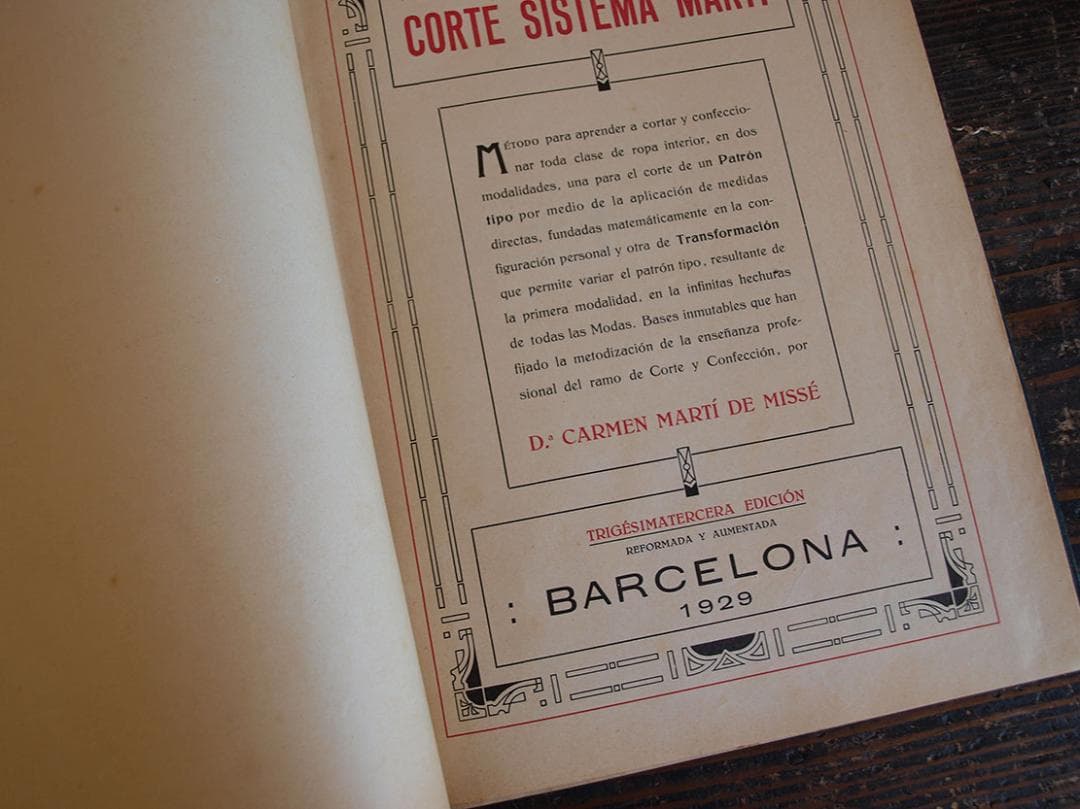 CORTE SISTEMA MARTÍ
MÉTODO para aprender a cortar y confeccio-
nar toda clase de ropa interior, en dos
modalidades, una para el corte de un Patrón
tipo por medio de la aplicación de medidas
directas, fundadas matemáticamente en la con-
figuración personal y otra de Transformación
que permite variar el patrón tipo, resultante de
la primera modalidad, en la infinitas hechuras
de todas las Modas. Bases inmutables que han
fijado la metodización de la enseñanza profe-
sional del ramo de Corte y Confección, por
D.ª CARMEN MARTÍ DE MISSÉ
TRIGÉSIMATERCERA EDICIÓN
REFORMADA Y AUMENTADA
: BARCELONA :
1929